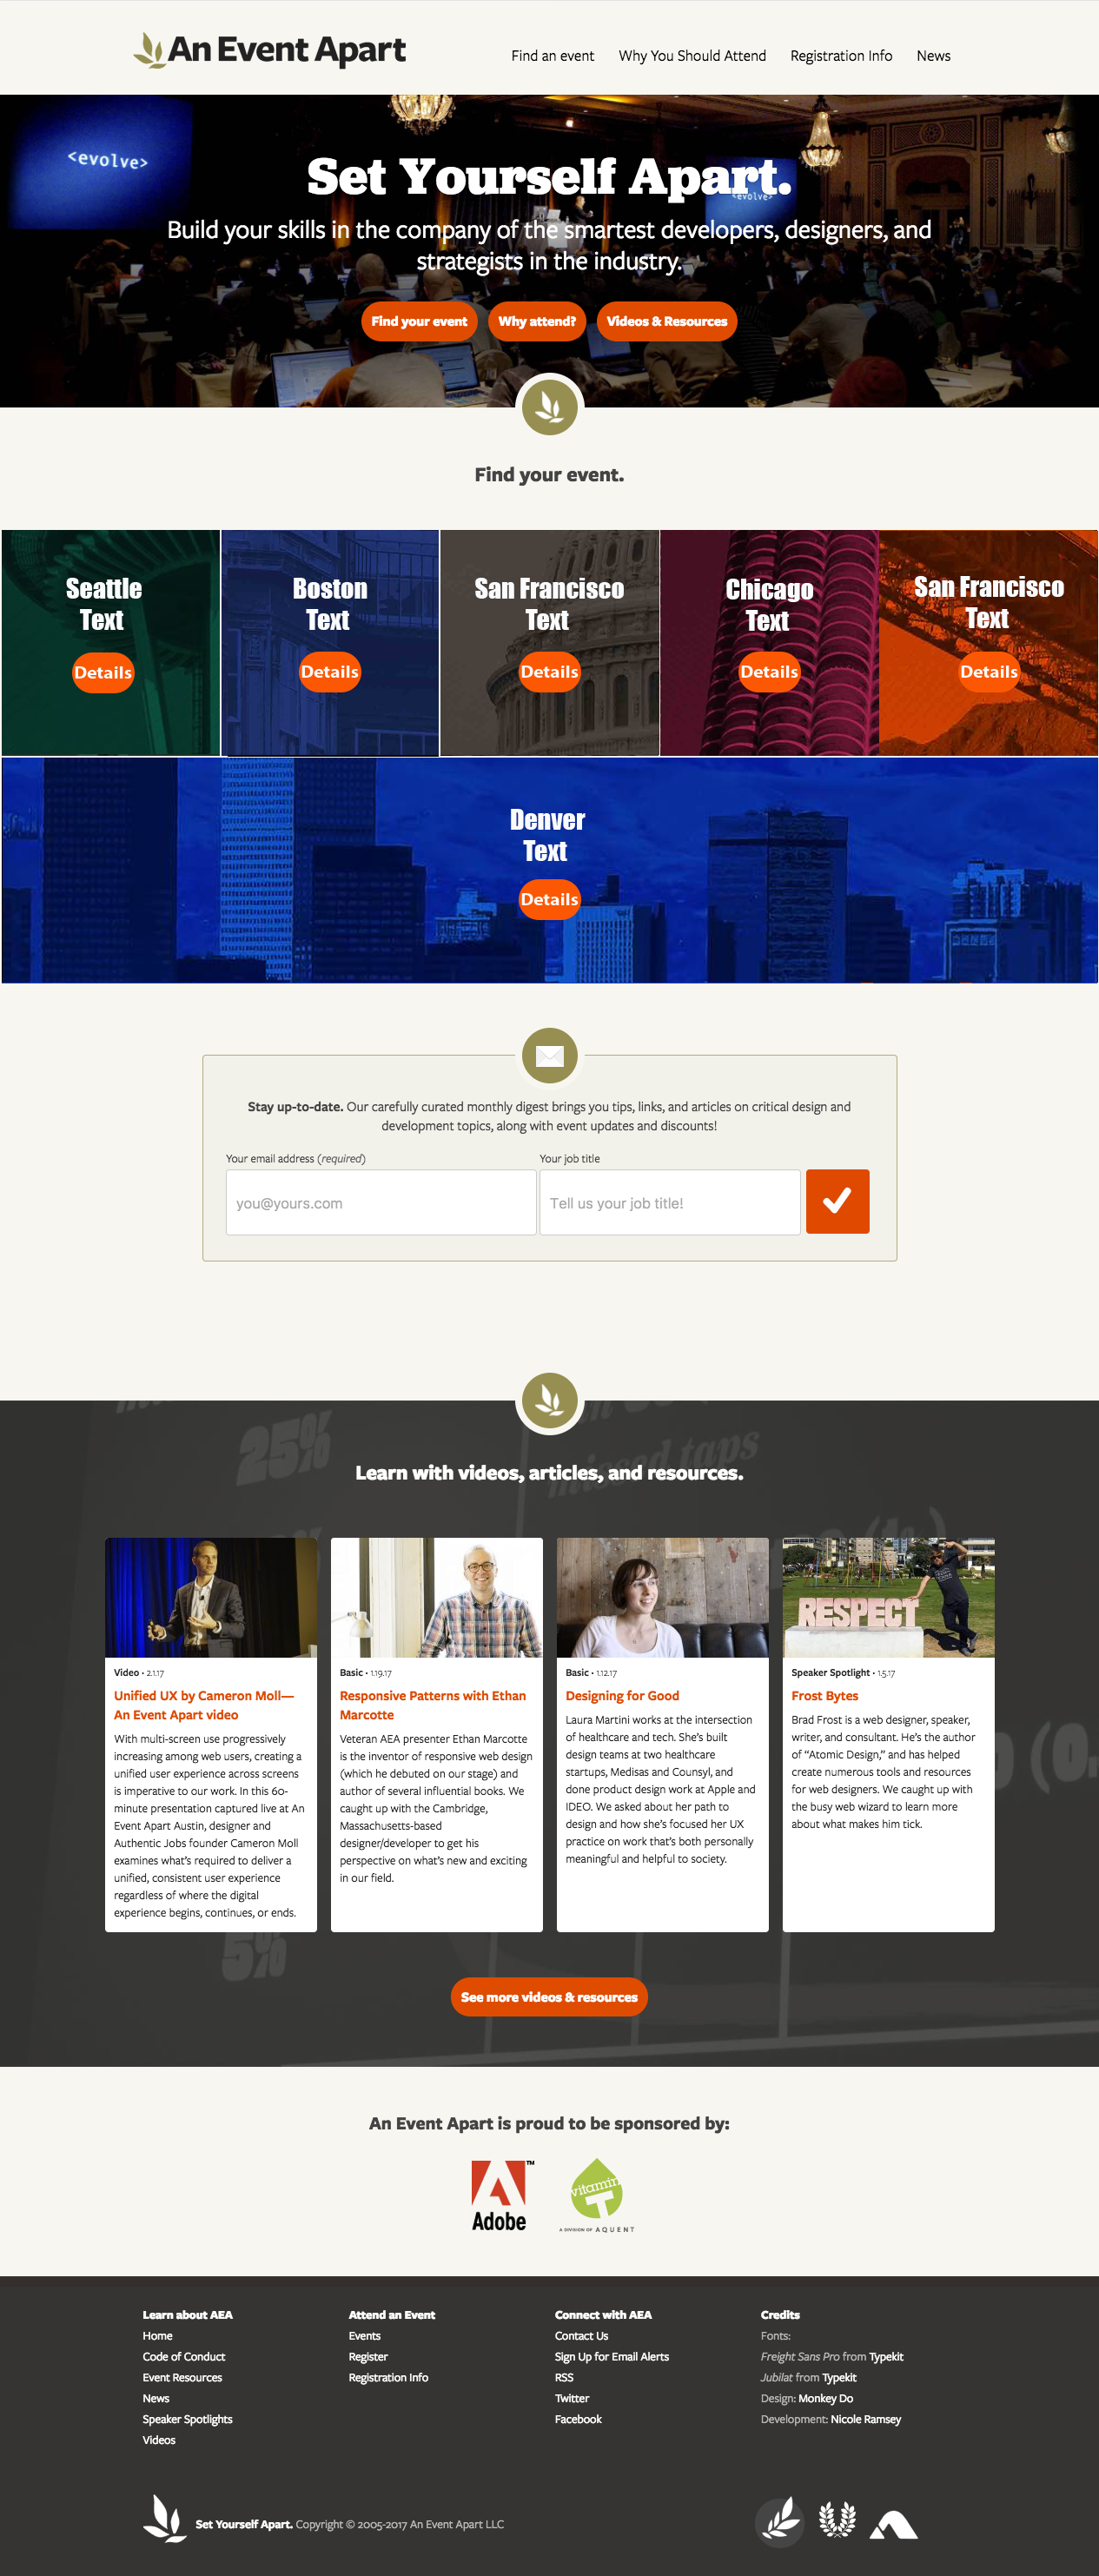 An Event Apart
Find an event Why You Should Attend Registration Info News
<evolve>
Set Yourself Apart.
<evolve>
Build your skills in the company of the smartest developers, designers, and
strategists in the industry.
Find your event Why attend? Videos & Resources
Find your event.
Seattle
Text
Details
Boston
Text
Details
San Francisco
Text
Details
Chicago
Text
Details
San Francisco
Text
Details
Denver
Text
Details
Stay up-to-date. Our carefully curated monthly digest brings you tips, links, and articles on critical design and
development topics, along with event updates and discounts!
Your email address (required)
you@yours.com
Your job title
Tell us your job title!
25%
missed taps
Learn with videos, articles, and resources.
Video • 2.1.17
Unified UX by Cameron Moll—
An Event Apart video
With multi-screen use progressively
increasing among web users, creating a
unified user experience across screens
is imperative to our work. In this 60-
minute presentation captured live at An
Event Apart Austin, designer and
Authentic Jobs founder Cameron Moll
examines what's required to deliver a
unified, consistent user experience
regardless of where the digital
experience begins, continues, or ends.
Basic • 1.19.17
Responsive Patterns with Ethan
Marcotte
Veteran AEA presenter Ethan Marcotte
is the inventor of responsive web design
(which he debuted on our stage) and
author of several influential books. We
caught up with the Cambridge,
Massachusetts-based
designer/developer to get his
perspective on what's new and exciting
in our field.
Basic • 1.12.17
Designing for Good
Laura Martini works at the intersection
of healthcare and tech. She's built
design teams at two healthcare
startups, Medisas and Counsyl, and
done product design work at Apple and
IDEO. We asked about her path to
design and how she's focused her UX
practice on work that's both personally
meaningful and helpful to society.
RESPECT
Speaker Spotlight • 1.5.17
Frost Bytes
Brad Frost is a web designer, speaker,
writer, and consultant. He's the author
of “Atomic Design,” and has helped
create numerous tools and resources
for web designers. We caught up with
the busy web wizard to learn more
about what makes him tick.
5%
See more videos & resources
An Event Apart is proud to be sponsored by:
Adobe
TM
vitamin
T
A DIVISION OF AQUENT
Learn about AEA
Home
Code of Conduct
Event Resources
News
Speaker Spotlights
Videos
Attend an Event
Events
Register
Registration Info
Connect with AEA
Contact Us
Sign Up for Email Alerts
RSS
Twitter
Facebook
Credits
Fonts:
Freight Sans Pro from Typekit
Jubilat from Typekit
Design: Monkey Do
Development: Nicole Ramsey
Set Yourself Apart. Copyright © 2005-2017 An Event Apart LLC